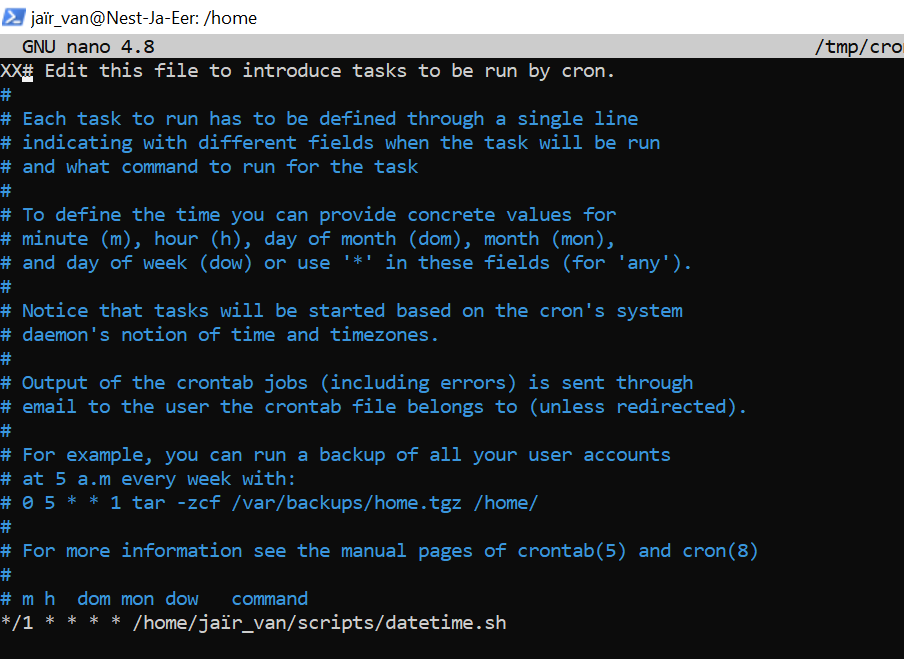 jaïr_van@Nest-Ja-Eer: /home
GNU nano 4.8 /tmp/cro
XX# Edit this file to introduce tasks to be run by cron.
#
# Each task to run has to be defined through a single line
# indicating with different fields when the task will be run
# and what command to run for the task
#
# To define the time you can provide concrete values for
# minute (m), hour (h), day of month (dom), month (mon),
# and day of week (dow) or use '*' in these fields (for 'any').
#
# Notice that tasks will be started based on the cron's system
# daemon's notion of time and timezones.
#
# Output of the crontab jobs (including errors) is sent through
# email to the user the crontab file belongs to (unless redirected).
#
# For example, you can run a backup of all your user accounts
# at 5 a.m every week with:
# 0 5 * * 1 tar -zcf /var/backups/home.tgz /home/
#
# For more information see the manual pages of crontab(5) and cron(8)
#
# m h  dom mon dow   command
*/1 * * * * /home/jaïr_van/scripts/datetime.sh